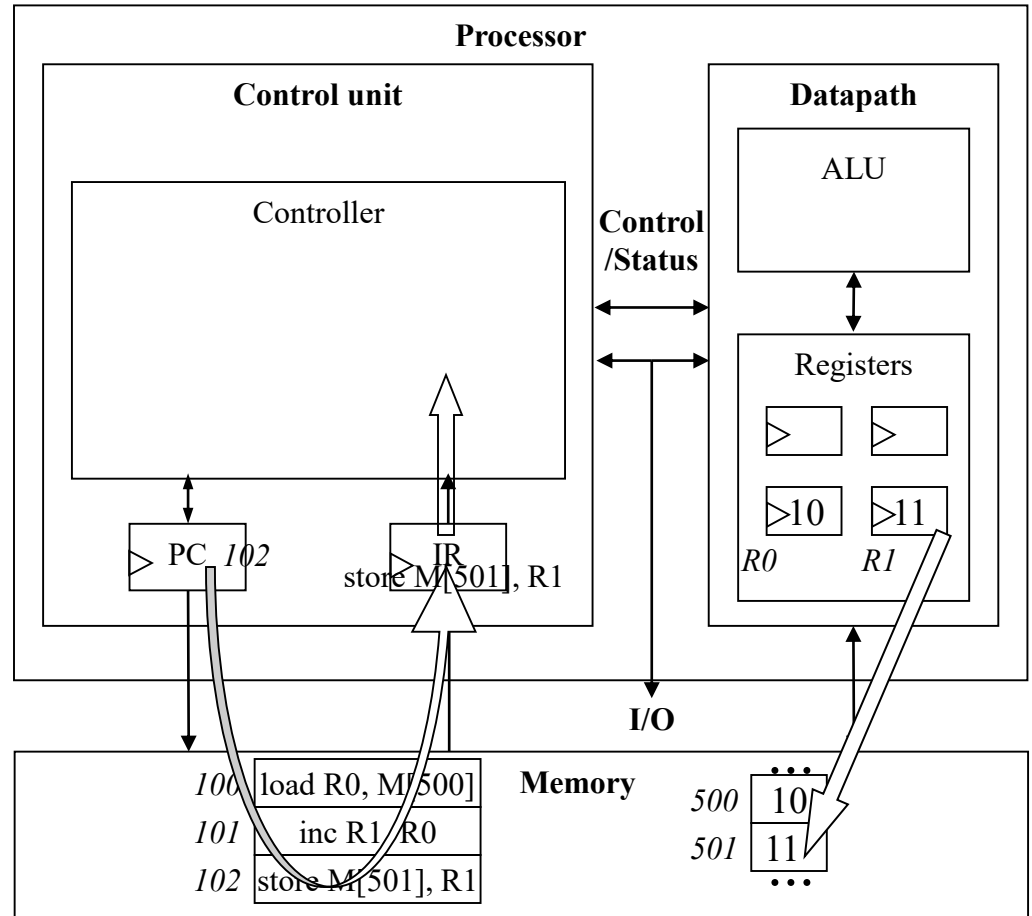 Processor
Control unit
Datapath
ALU
Controller
Control
/Status
Registers
10 11
R0 R1
PC 102
IR
store M[501], R1
I/O
Memory
100 load R0, M[500]
101 inc R1, R0
102 store M[501], R1
...
500 10
501 11
...